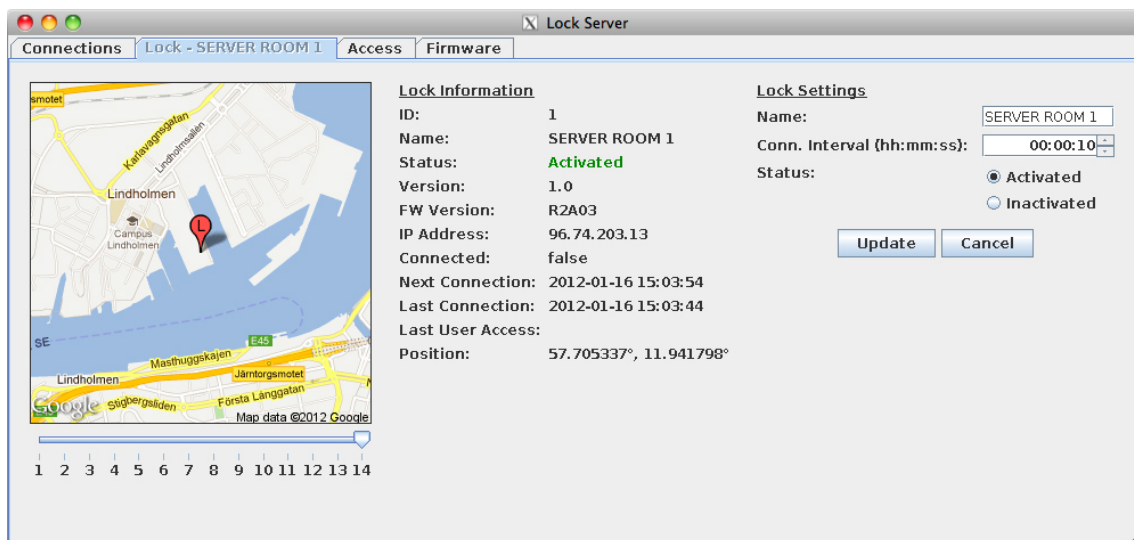 X Lock Server
Connections Lock - SERVER ROOM 1 Access Firmware
smotet
Karlavagnsgatan
Lindholmsallén
Lindholmen
Campus
Lindholmen
L
SE
E45
Masthuggskajen
Järntorgsmotet
Lindholmen
Första Långgatan
Stigbergsliden
Google
Map data ©2012 Google
1 2 3 4 5 6 7 8 9 10 11 12 13 14
Lock Information
ID: 1
Name: SERVER ROOM 1
Status: Activated
Version: 1.0
FW Version: R2A03
IP Address: 96.74.203.13
Connected: false
Next Connection: 2012-01-16 15:03:54
Last Connection: 2012-01-16 15:03:44
Last User Access:
Position: 57.705337°, 11.941798°
Lock Settings
Name: SERVER ROOM 1
Conn. Interval (hh:mm:ss): 00:00:10
Status: Activated
Inactivated
Update Cancel